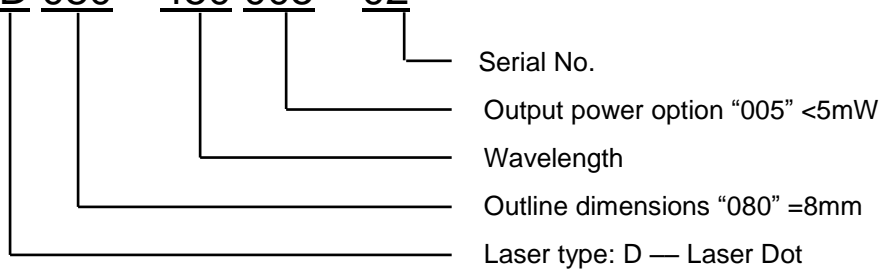 Serial No.
Output power option “005” <5mW
Wavelength
Outline dimensions “080” =8mm
Laser type: D — Laser Dot